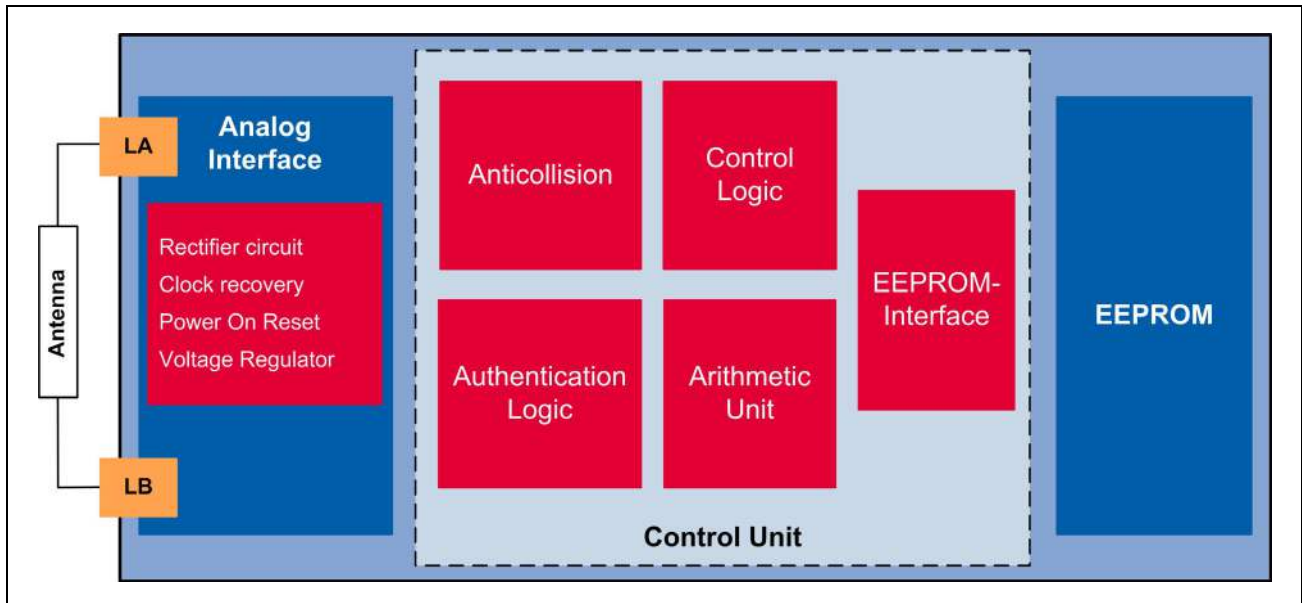 Antenna
LA
LB
Analog
Interface
Rectifier circuit
Clock recovery
Power On Reset
Voltage Regulator
Anticollision
Control
Logic
Authentication
Logic
Arithmetic
Unit
EEPROM-
Interface
Control Unit
EEPROM